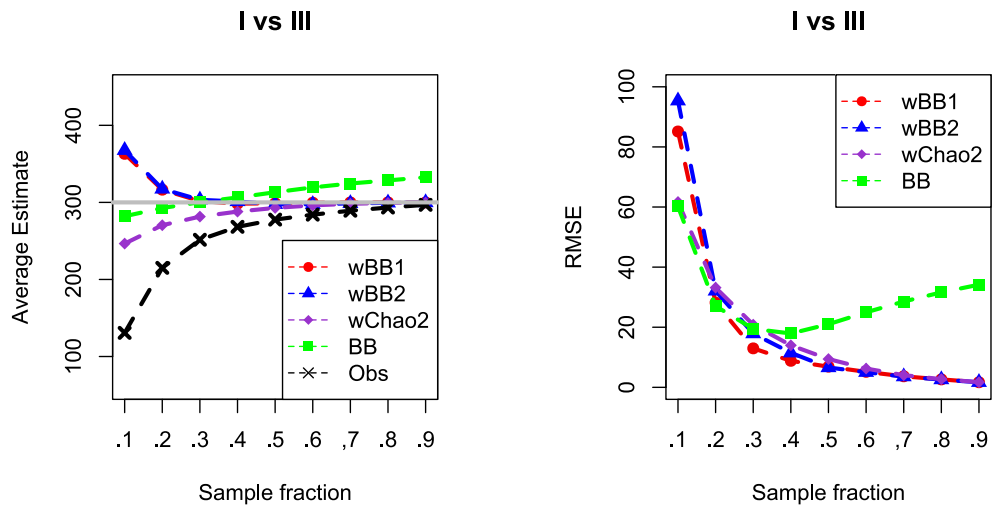 I vs III
Average Estimate
400
300
200
100
wBB1
wBB2
wChao2
BB
Obs
.1 .2 .3 .4 .5 .6 ,7 .8 .9
Sample fraction
I vs III
RMSE
100
80
60
40
20
0
wBB1
wBB2
wChao2
BB
.1 .2 .3 .4 .5 .6 .7 .8 .9
Sample fraction